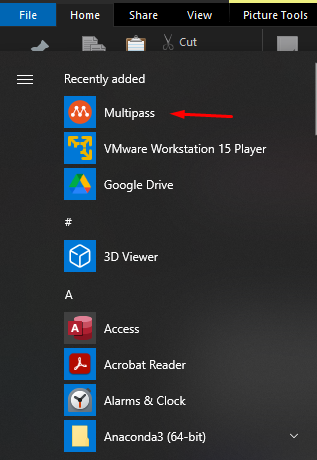 File Home Share View Picture Tools
Cut
Recently added
Multipass
VMware Workstation 15 Player
Google Drive
#
3D Viewer
A
Access
Acrobat Reader
Alarms & Clock
Anaconda3 (64-bit)